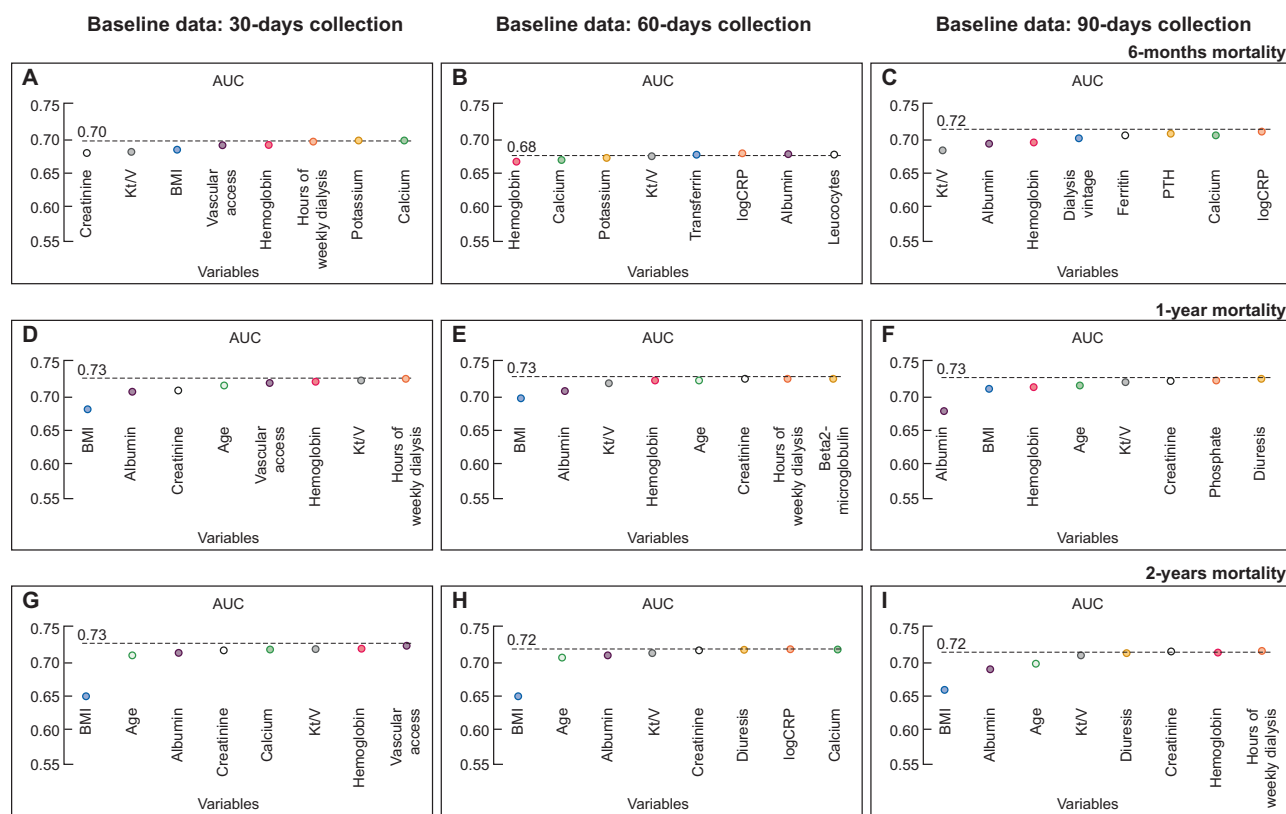 Baseline data: 30-days collection
Baseline data: 60-days collection
Baseline data: 90-days collection
6-months mortality
A
AUC
0.75
0.70
0.65
0.60
0.55
0.70
Creatinine
Kt/V
BMI
Vascular
access
Hemoglobin
Hours of
weekly dialysis
Potassium
Calcium
Variables
B
AUC
0.75
0.70
0.65
0.60
0.55
0.68
Hemoglobin
Calcium
Potassium
Kt/V
Transferrin
logCRP
Albumin
Leucocytes
Variables
C
AUC
0.75
0.70
0.65
0.60
0.55
0.72
Kt/V
Albumin
Hemoglobin
Dialysis
vintage
Ferritin
PTH
Calcium
logCRP
Variables
1-year mortality
D
AUC
0.75
0.70
0.65
0.60
0.55
0.73
BMI
Albumin
Creatinine
Age
Vascular
access
Hemoglobin
Kt/V
Hours of
weekly dialysis
Variables
E
AUC
0.75
0.70
0.65
0.60
0.55
0.73
BMI
Albumin
Kt/V
Hemoglobin
Age
Creatinine
Hours of
weekly dialysis
Beta2-
microglobulin
Variables
F
AUC
0.75
0.70
0.65
0.60
0.55
0.73
Albumin
BMI
Hemoglobin
Age
Kt/V
Creatinine
Phosphate
Diuresis
Variables
2-years mortality
G
AUC
0.75
0.70
0.65
0.60
0.55
0.73
BMI
Age
Albumin
Creatinine
Calcium
Kt/V
Hemoglobin
Vascular
access
Variables
H
AUC
0.75
0.70
0.65
0.60
0.55
0.72
BMI
Age
Albumin
Kt/V
Creatinine
Diuresis
logCRP
Calcium
Variables
I
AUC
0.75
0.70
0.65
0.60
0.55
0.72
BMI
Albumin
Age
Kt/V
Diuresis
Creatinine
Hemoglobin
Hours of
weekly dialysis
Variables